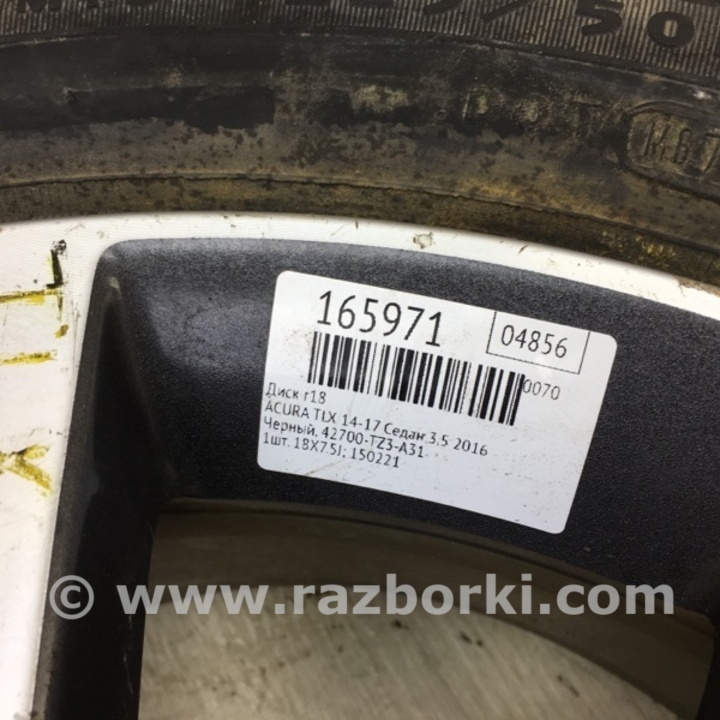 /50
165971
04856
0070
Диск r18
ACURA TLX 14-17 Седан 3.5 2016
Черный, 42700-TZ3-A31
1шт. 18X7.5J; 150221
© www.razborki.com